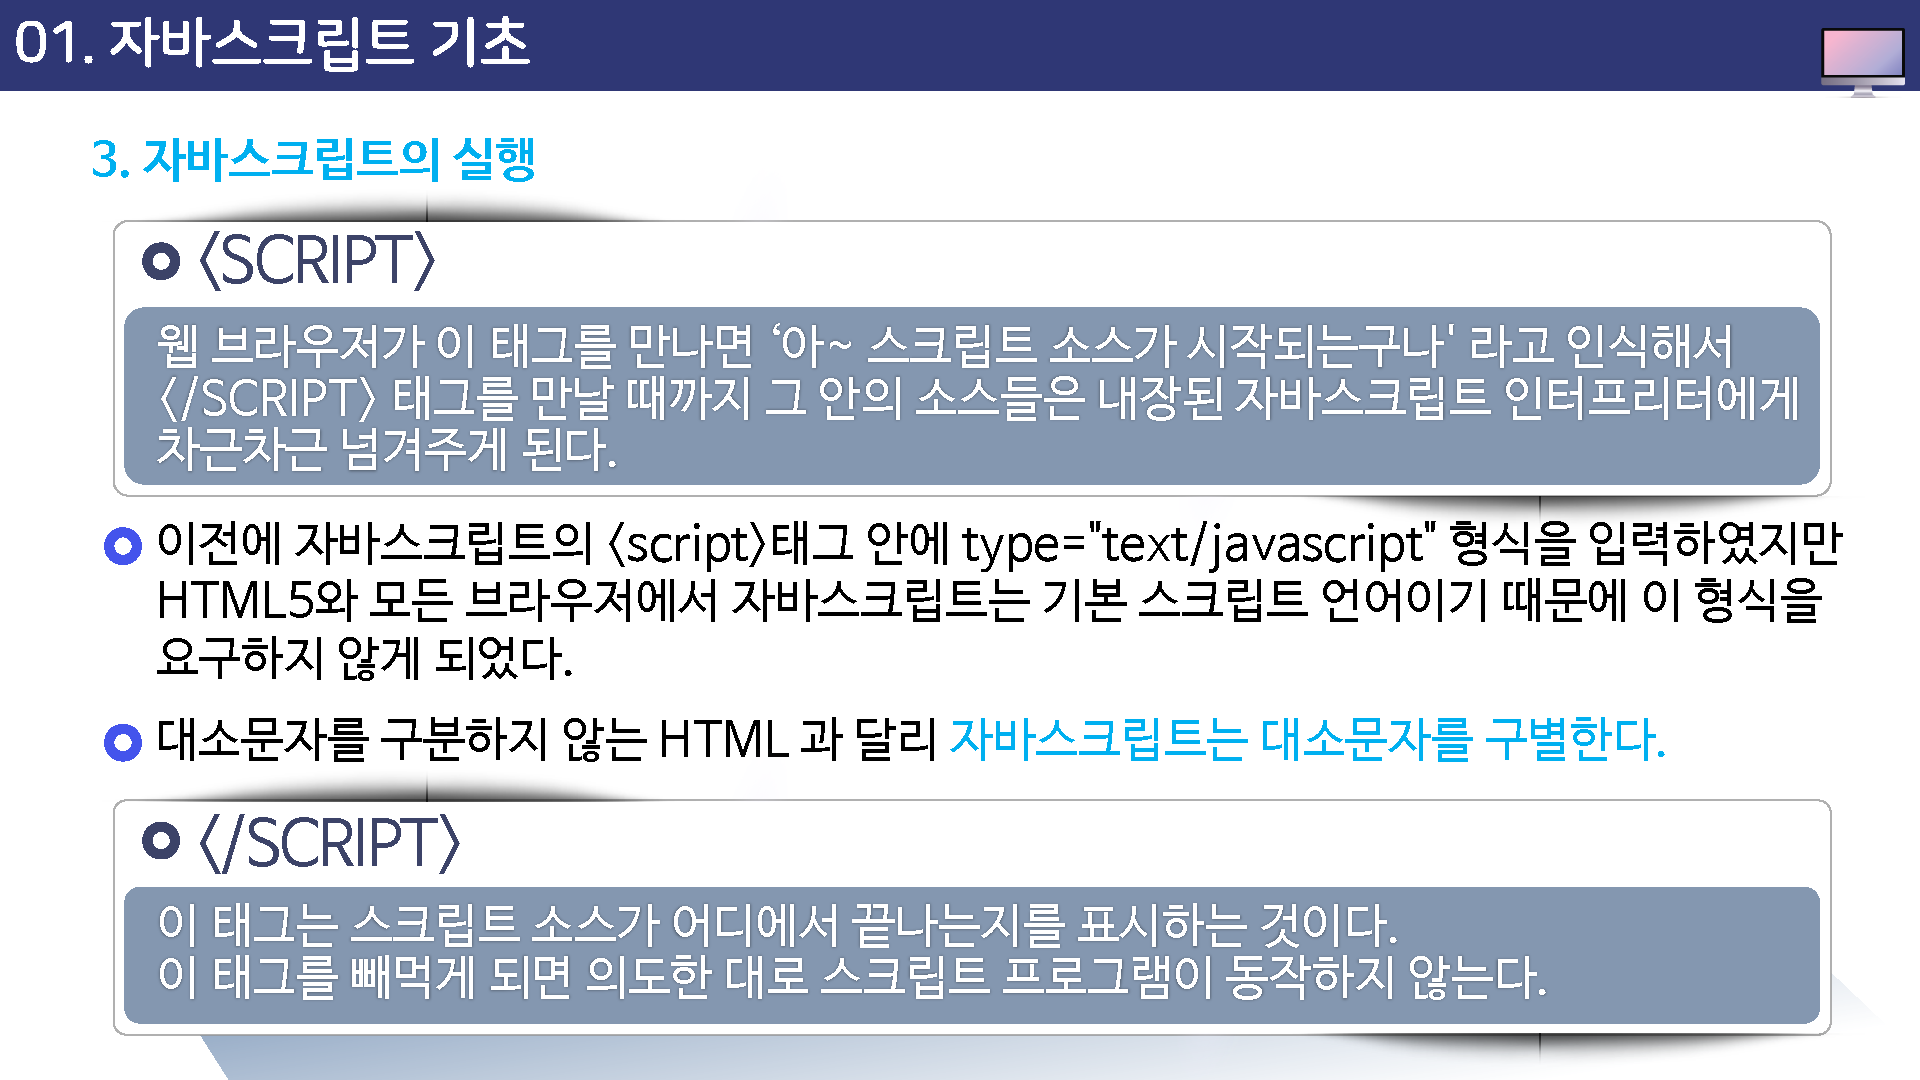 01. 자바스크립트 기초
3. 자바스크립트의 실행
〈SCRIPT〉
웹 브라우저가 이 태그를 만나면 ‘아~ 스크립트 소스가 시작되는구나' 라고 인식해서
〈/SCRIPT〉 태그를 만날 때까지 그 안의 소스들은 내장된 자바스크립트 인터프리터에게
차근차근 넘겨주게 된다.
이전에 자바스크립트의 〈script〉태그 안에 type="text/javascript" 형식을 입력하였지만
HTML5와 모든 브라우저에서 자바스크립트는 기본 스크립트 언어이기 때문에 이 형식을
요구하지 않게 되었다.
대소문자를 구분하지 않는 HTML 과 달리 자바스크립트는 대소문자를 구별한다.
〈/SCRIPT〉
이 태그는 스크립트 소스가 어디에서 끝나는지를 표시하는 것이다.
이 태그를 빼먹게 되면 의도한 대로 스크립트 프로그램이 동작하지 않는다.